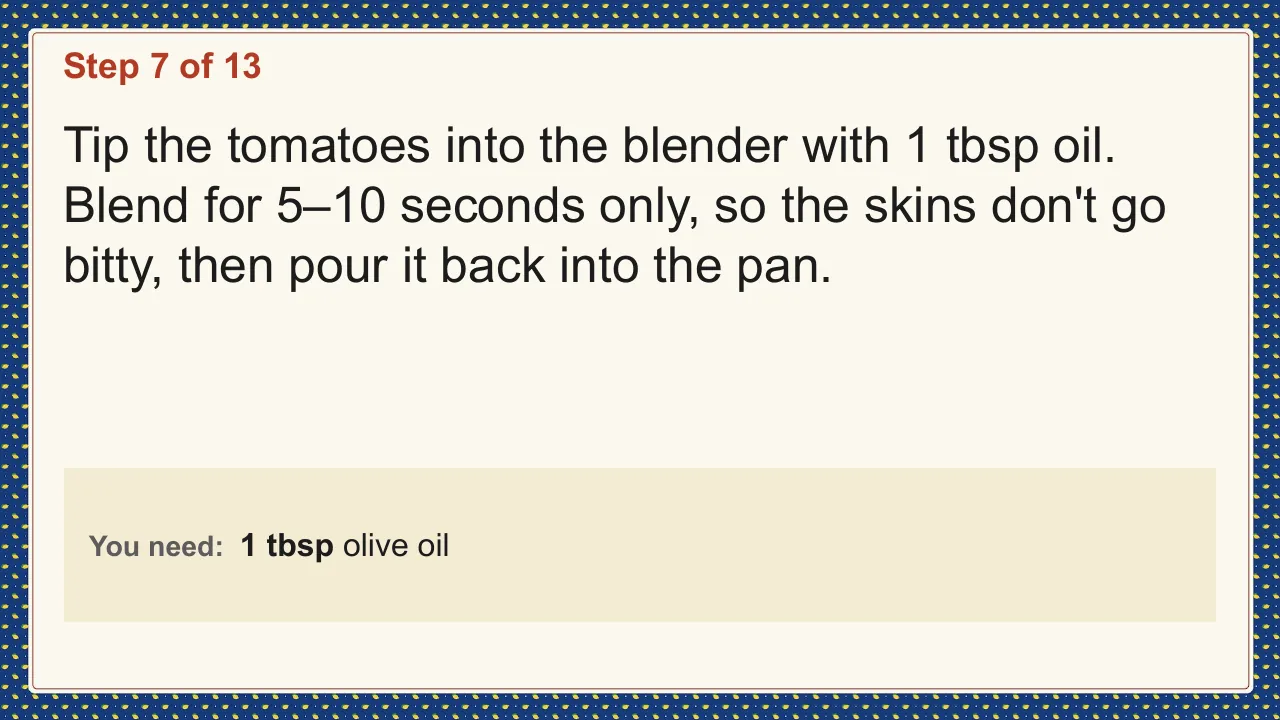 Step 7 of 13
Tip the tomatoes into the blender with 1 tbsp oil.
Blend for 5–10 seconds only, so the skins don't go
bitty, then pour it back into the pan.
You need: 1 tbsp olive oil